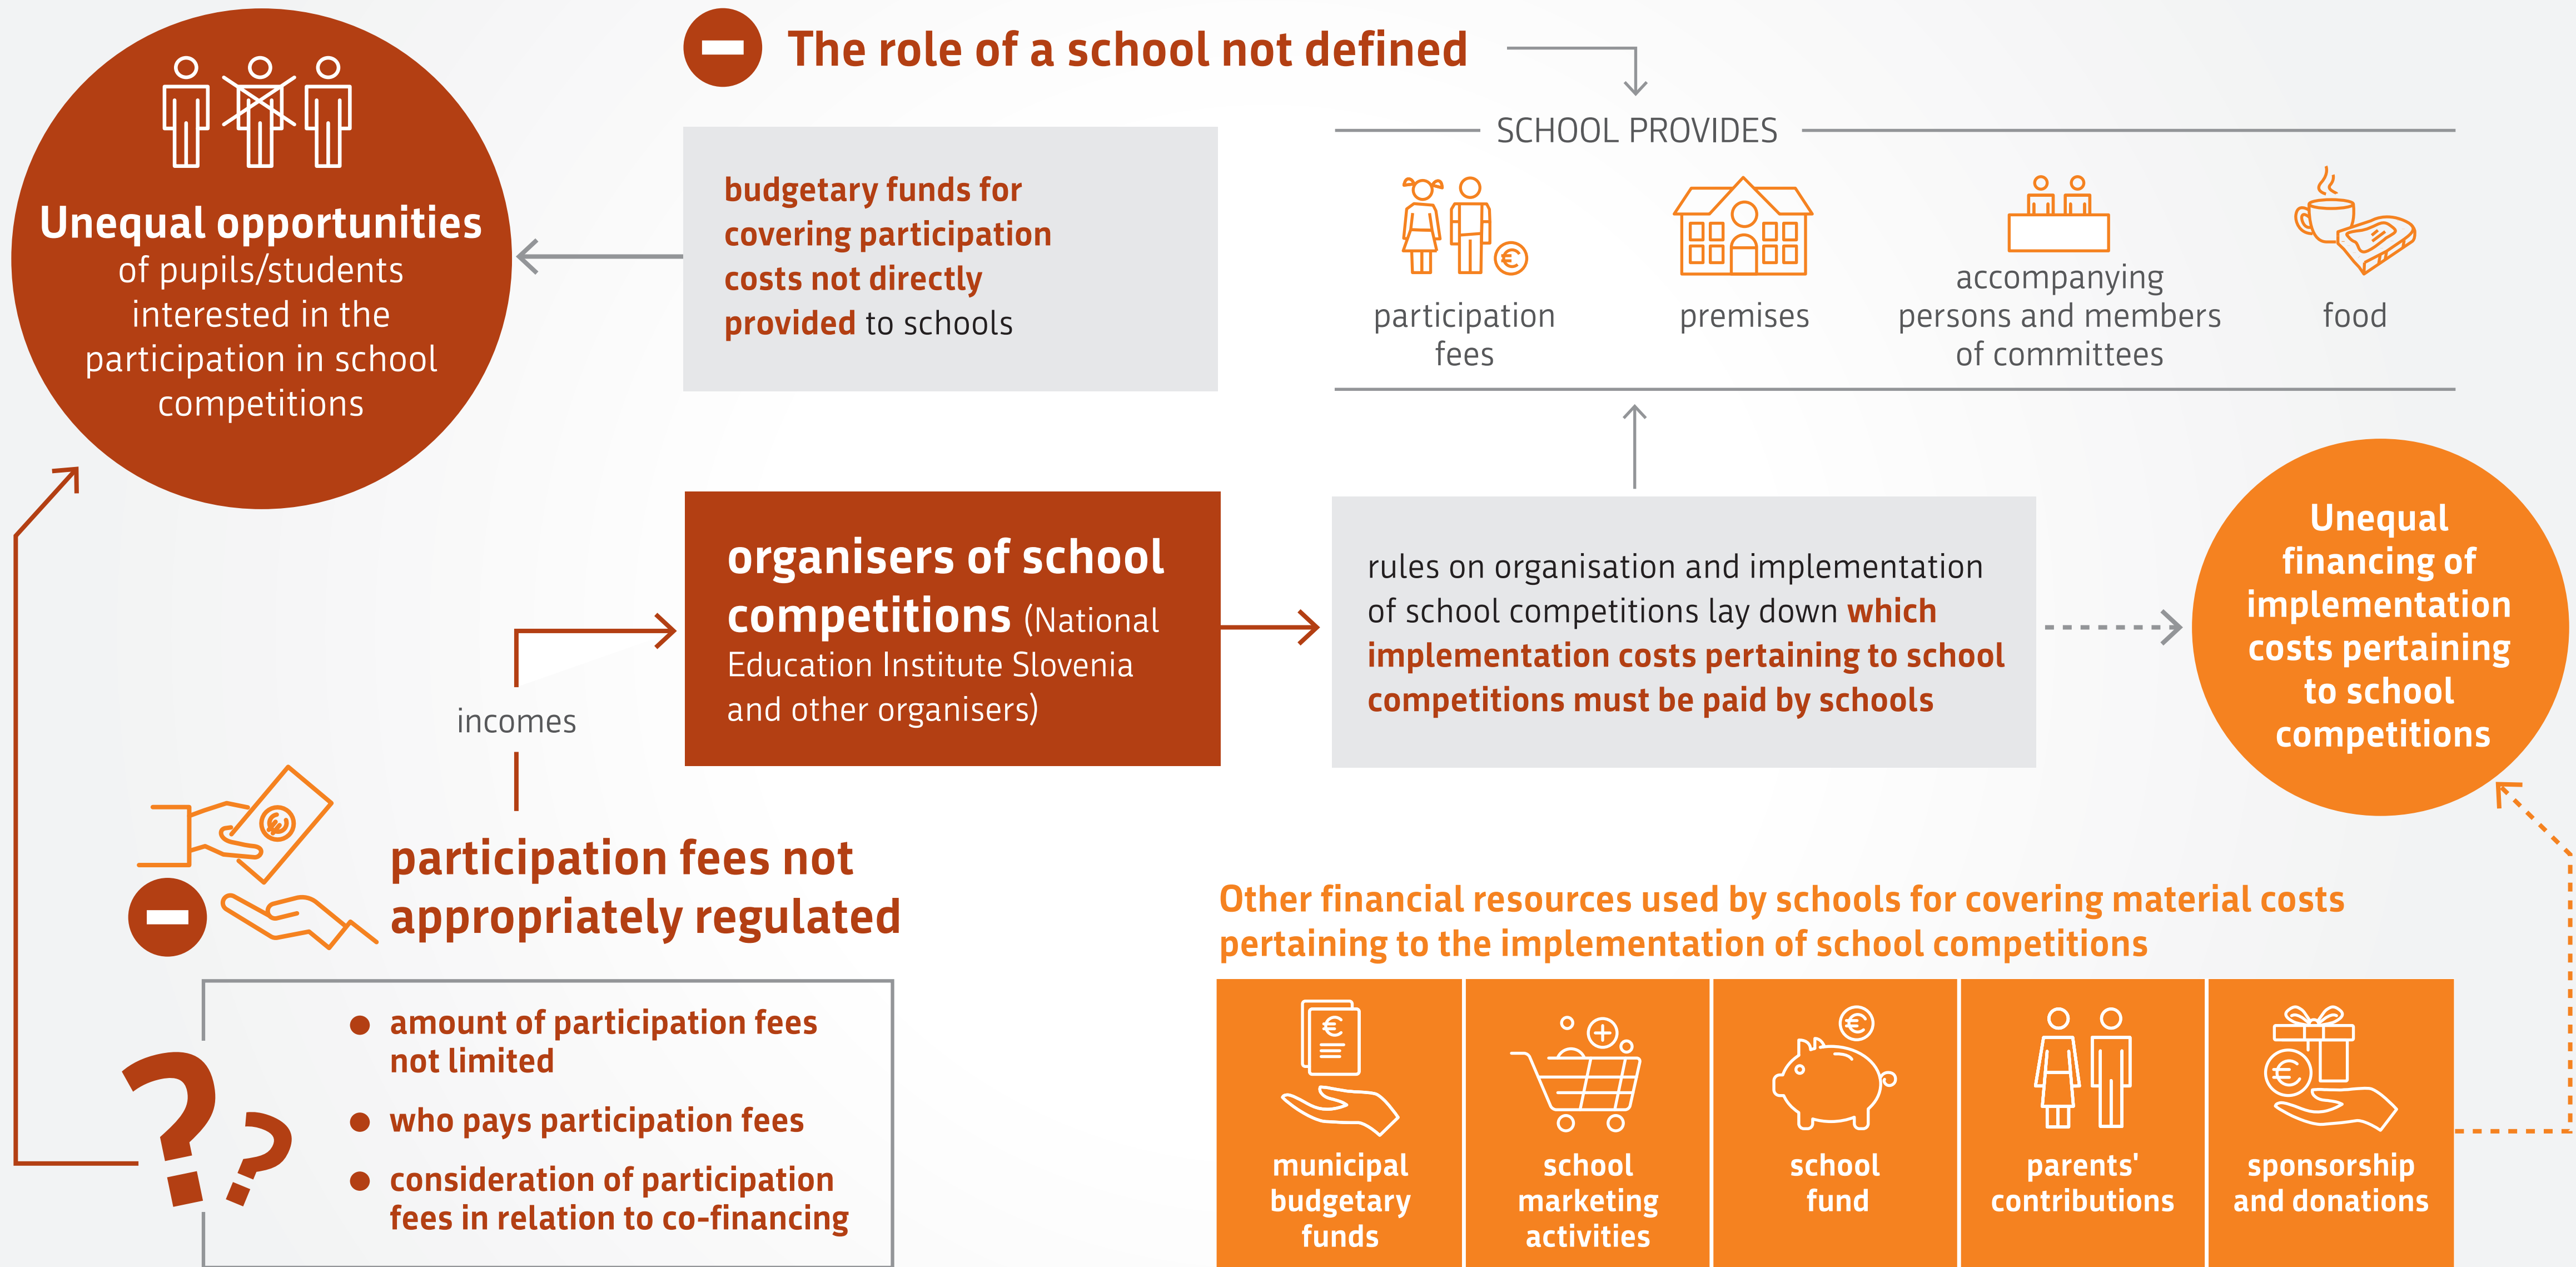 The role of a school not defined
Unequal opportunities
of pupils/students
interested in the
participation in school
competitions
budgetary funds for
covering participation
costs not directly
provided to schools
SCHOOL PROVIDES
€
participation
fees
premises
accompanying
persons and members
of committees
food
organisers of school
competitions (National
Education Institute Slovenia
and other organisers)
rules on organisation and implementation
of school competitions lay down which
implementation costs pertaining to school
competitions must be paid by schools
Unequal
financing of
implementation
costs pertaining
to school
competitions
incomes
€
participation fees not
appropriately regulated
??
● amount of participation fees
not limited
● who pays participation fees
● consideration of participation
fees in relation to co-financing
Other financial resources used by schools for covering material costs
pertaining to the implementation of school competitions
€
municipal
budgetary
funds
school
marketing
activities
€
school
fund
parents'
contributions
€
sponsorship
and donations